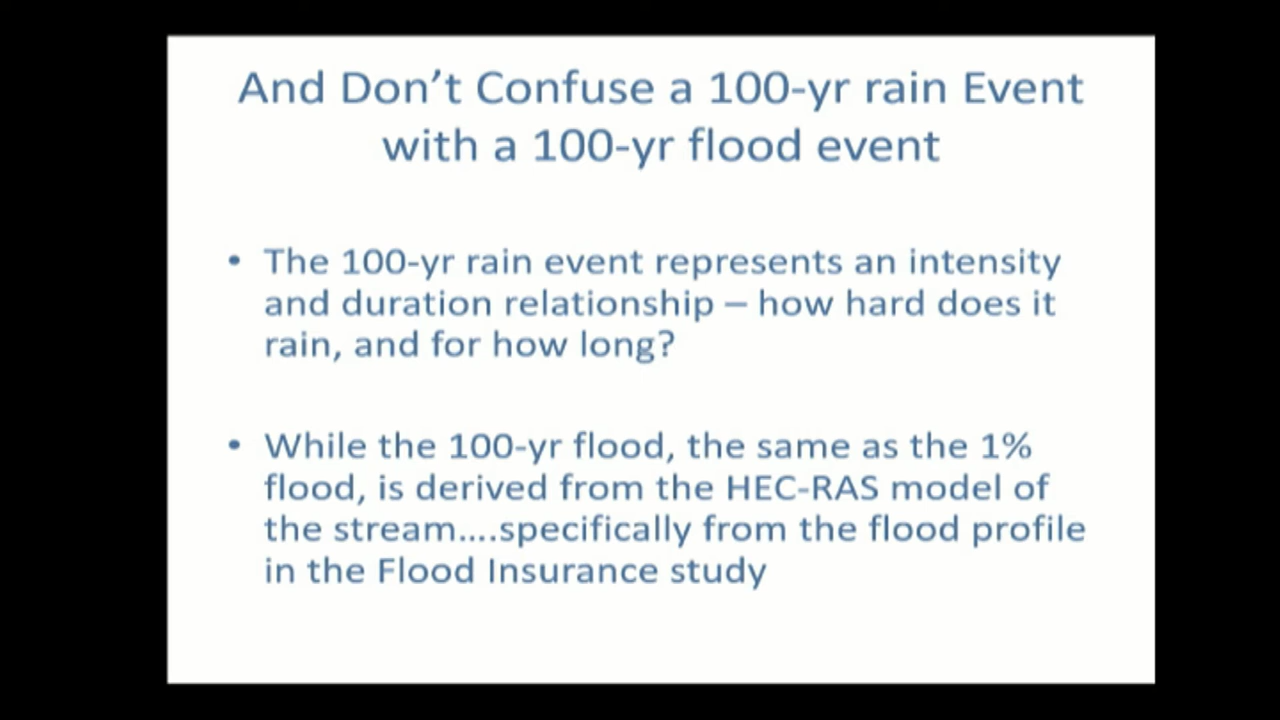 And Don’t Confuse a 100-yr rain Event
with a 100-yr flood event
• The 100-yr rain event represents an intensity
and duration relationship – how hard does it
rain, and for how long?
• While the 100-yr flood, the same as the 1%
flood, is derived from the HEC-RAS model of
the stream….specifically from the flood profile
in the Flood Insurance study